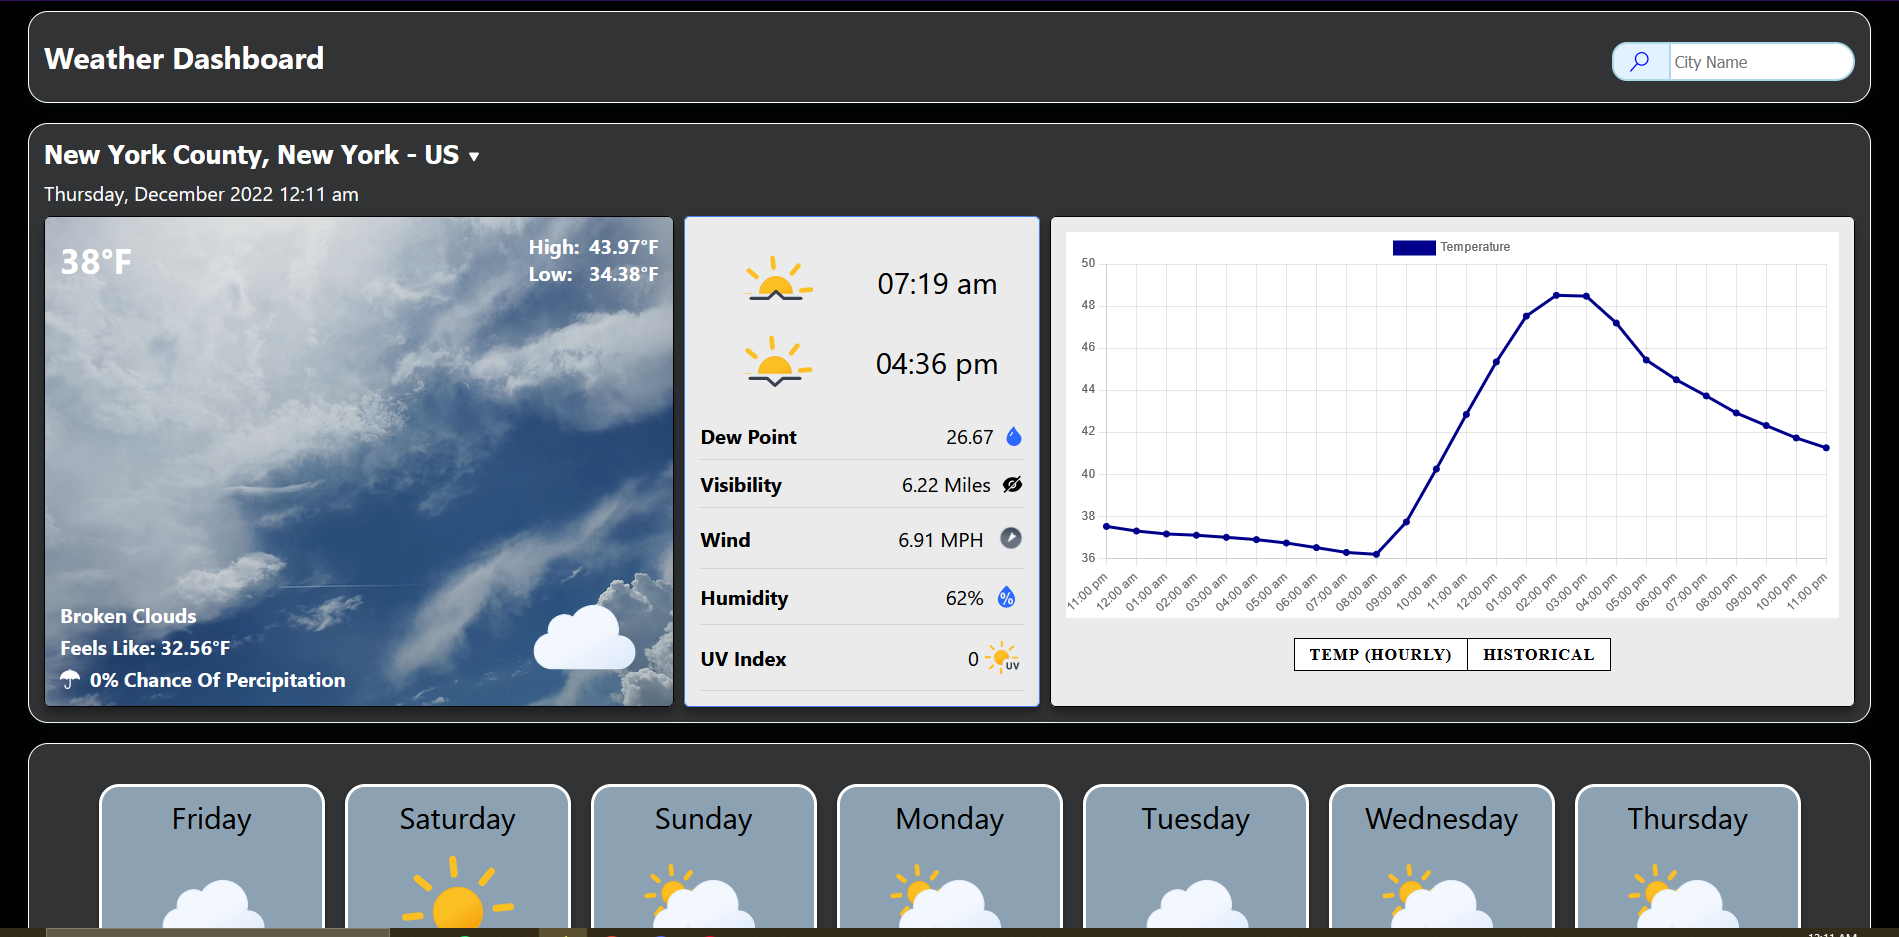 Weather Dashboard
City Name
New York County, New York - US
Thursday, December 2022 12:11 am
38°F
High: 43.97°F
Low: 34.38°F
Broken Clouds
Feels Like: 32.56°F
0% Chance Of Percipitation
07:19 am
04:36 pm
Dew Point 26.67
Visibility 6.22 Miles
Wind 6.91 MPH
Humidity 62% %
UV Index 0 UV
Temperature
50
48
46
44
42
40
38
36
11:00 pm 12:00 am 01:00 am 02:00 am 03:00 am 04:00 am 05:00 am 06:00 am 07:00 am 08:00 am 09:00 am 10:00 am 11:00 am 12:00 pm 01:00 pm 02:00 pm 03:00 pm 04:00 pm 05:00 pm 06:00 pm 07:00 pm 08:00 pm 09:00 pm 10:00 pm 11:00 pm
TEMP (HOURLY) HISTORICAL
Friday Saturday Sunday Monday Tuesday Wednesday Thursday